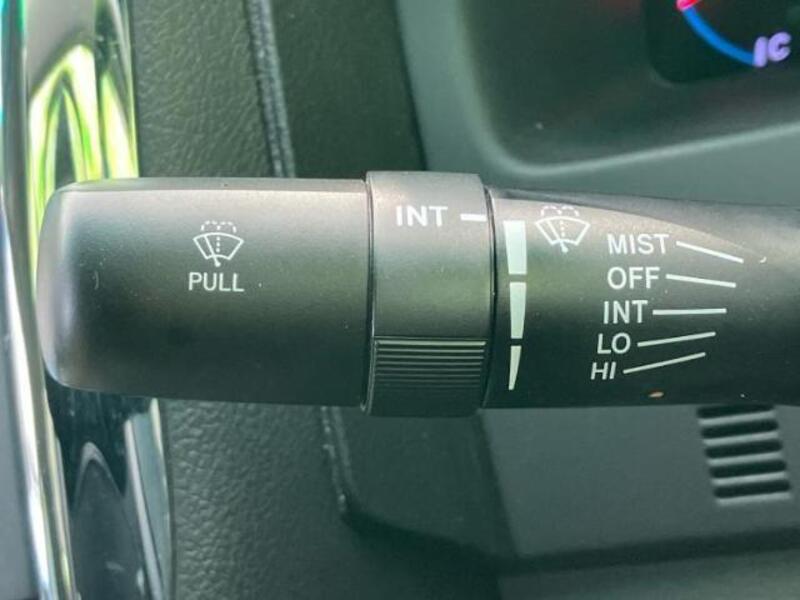 PULL
INT
MIST
OFF
INT
LO
HI
C